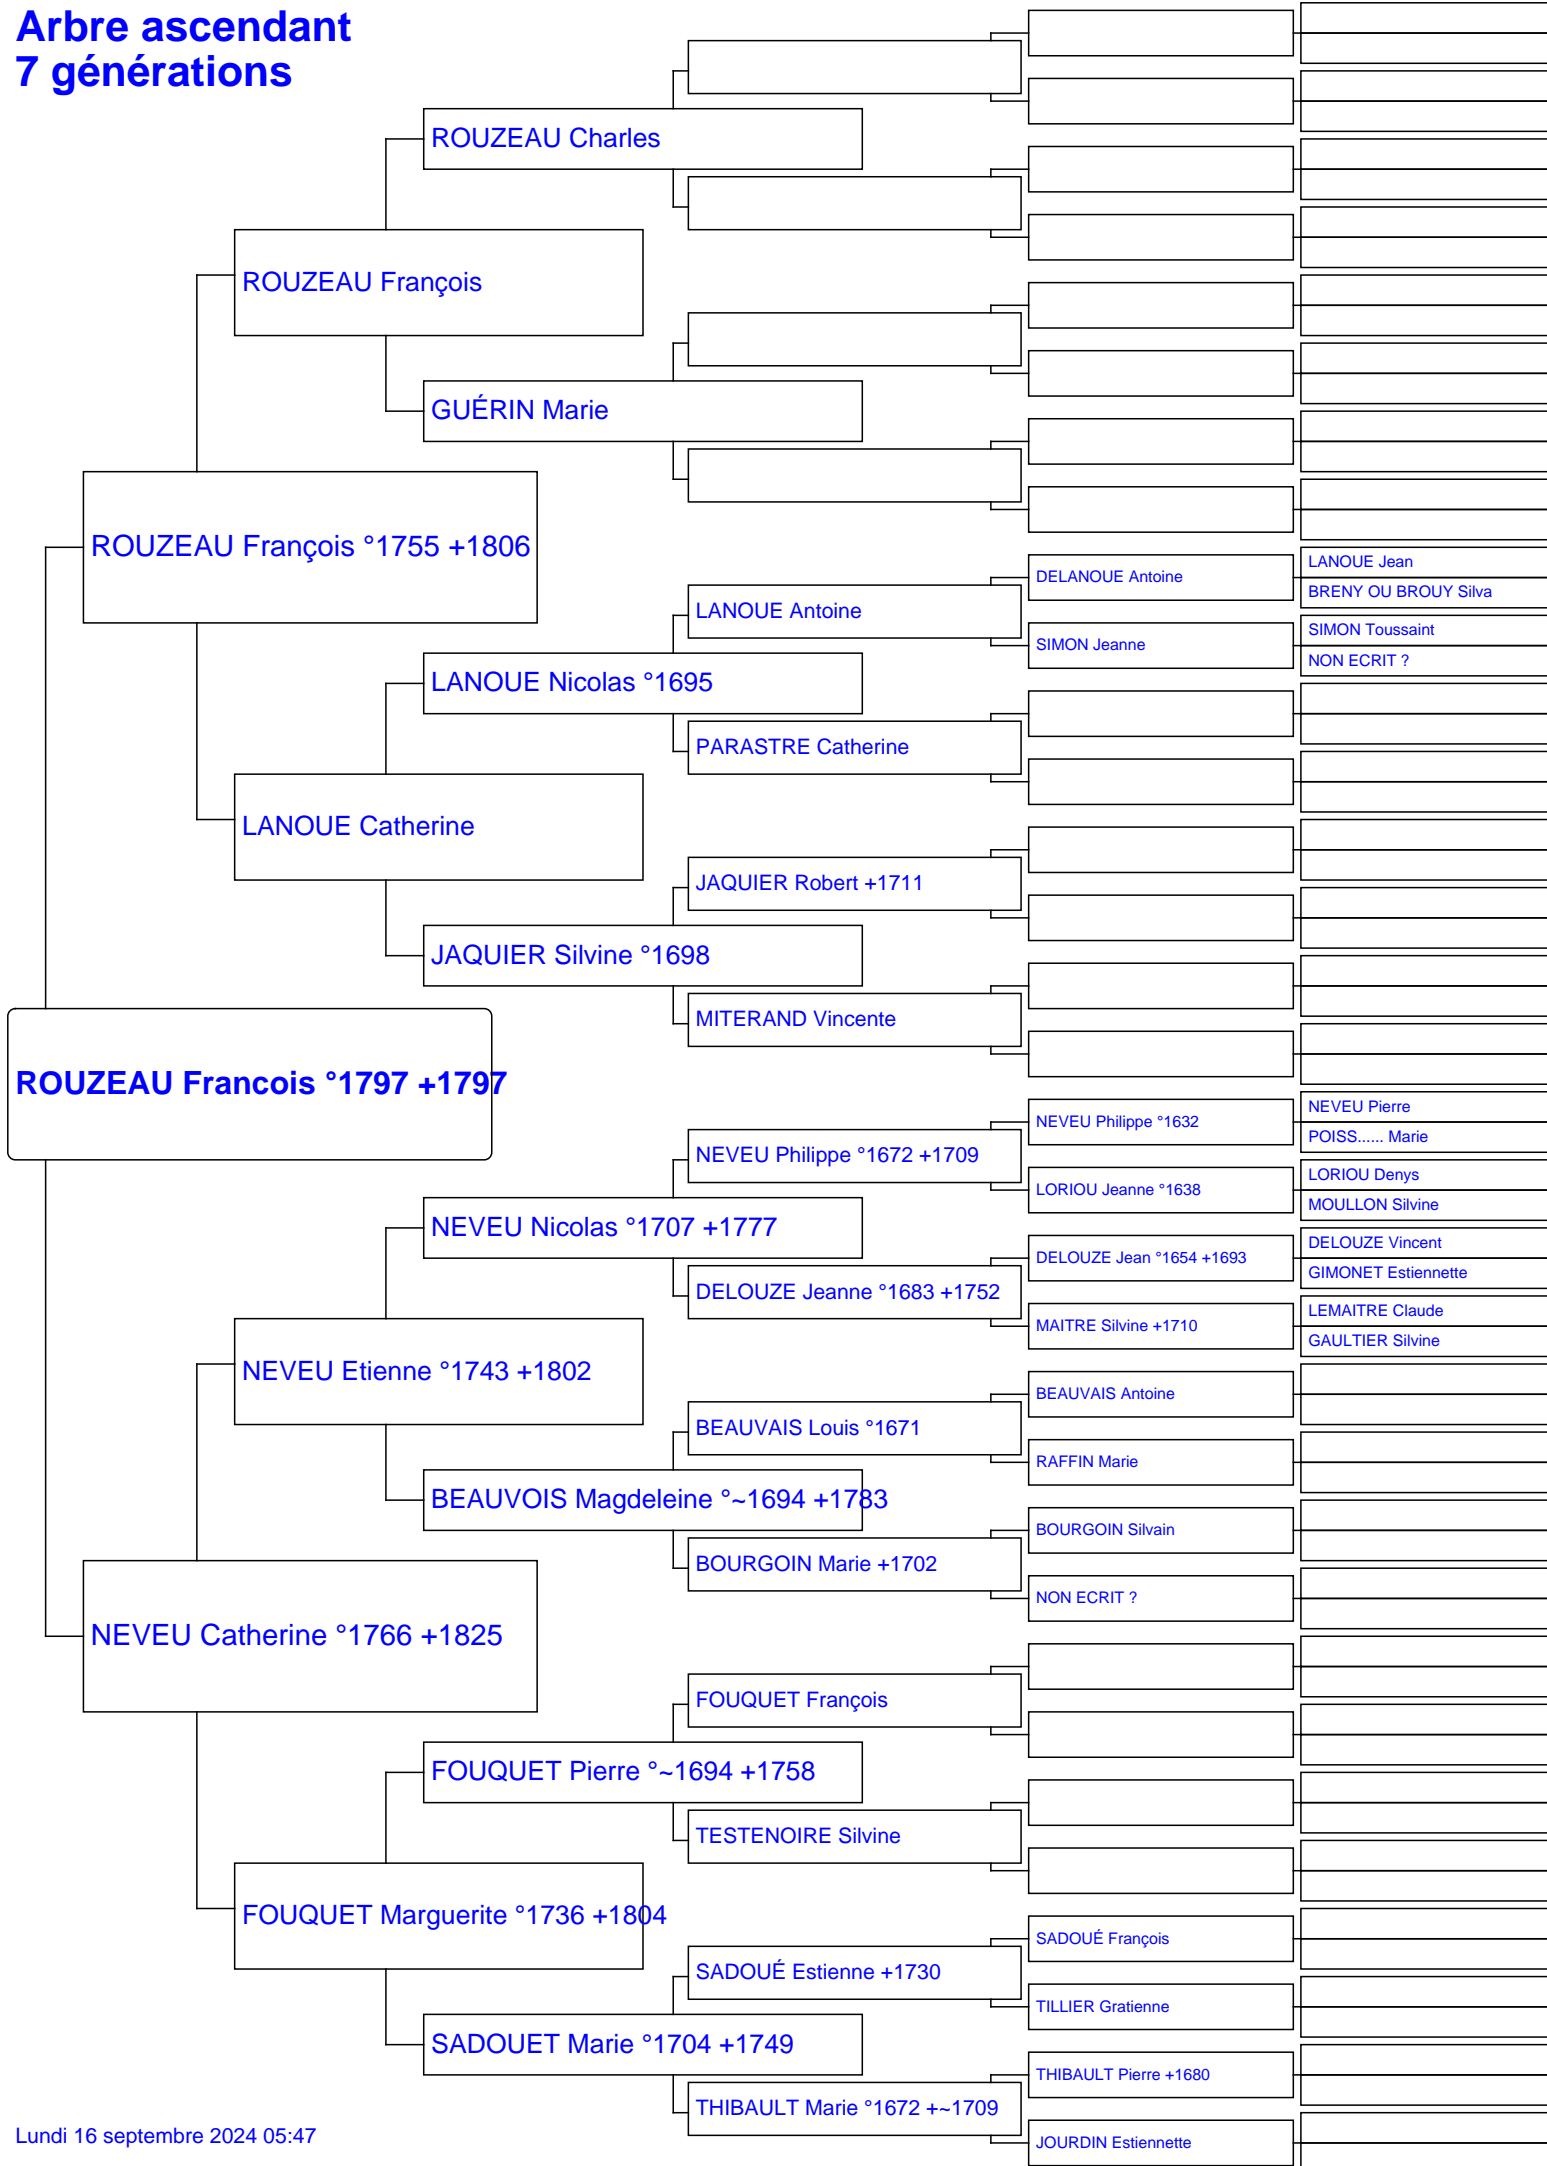 Arbre ascendant
7 générations
ROUZEAU Charles
ROUZEAU François
GUÉRIN Marie
ROUZEAU François °1755 +1806
LANOUE Jean
DELANOUE Antoine
BRENY OU BROUY Silva
LANOUE Antoine
SIMON Toussaint
SIMON Jeanne
NON ECRIT ?
LANOUE Nicolas °1695
PARASTRE Catherine
LANOUE Catherine
JAQUIER Robert +1711
JAQUIER Silvine °1698
MITERAND Vincente
ROUZEAU Francois °1797 +1797
NEVEU Pierre
NEVEU Philippe °1632
POISS...... Marie
NEVEU Philippe °1672 +1709
LORIOU Denys
LORIOU Jeanne °1638
MOULLON Silvine
NEVEU Nicolas °1707 +1777
DELOUZE Vincent
DELOUZE Jean °1654 +1693
GIMONET Estiennette
DELOUZE Jeanne °1683 +1752
LEMAITRE Claude
MAITRE Silvine +1710
GAULTIER Silvine
NEVEU Etienne °1743 +1802
BEAUVAIS Antoine
BEAUVAIS Louis °1671
RAFFIN Marie
BEAUVOIS Magdeleine °~1694 +1783
BOURGOIN Silvain
BOURGOIN Marie +1702
NON ECRIT ?
NEVEU Catherine °1766 +1825
FOUQUET François
FOUQUET Pierre °~1694 +1758
TESTENOIRE Silvine
FOUQUET Marguerite °1736 +1804
SADOUÉ François
SADOUÉ Estienne +1730
TILLIER Gratienne
SADOUET Marie °1704 +1749
THIBAULT Pierre +1680
THIBAULT Marie °1672 +~1709
JOURDIN Estiennette
Lundi 16 septembre 2024 05:47